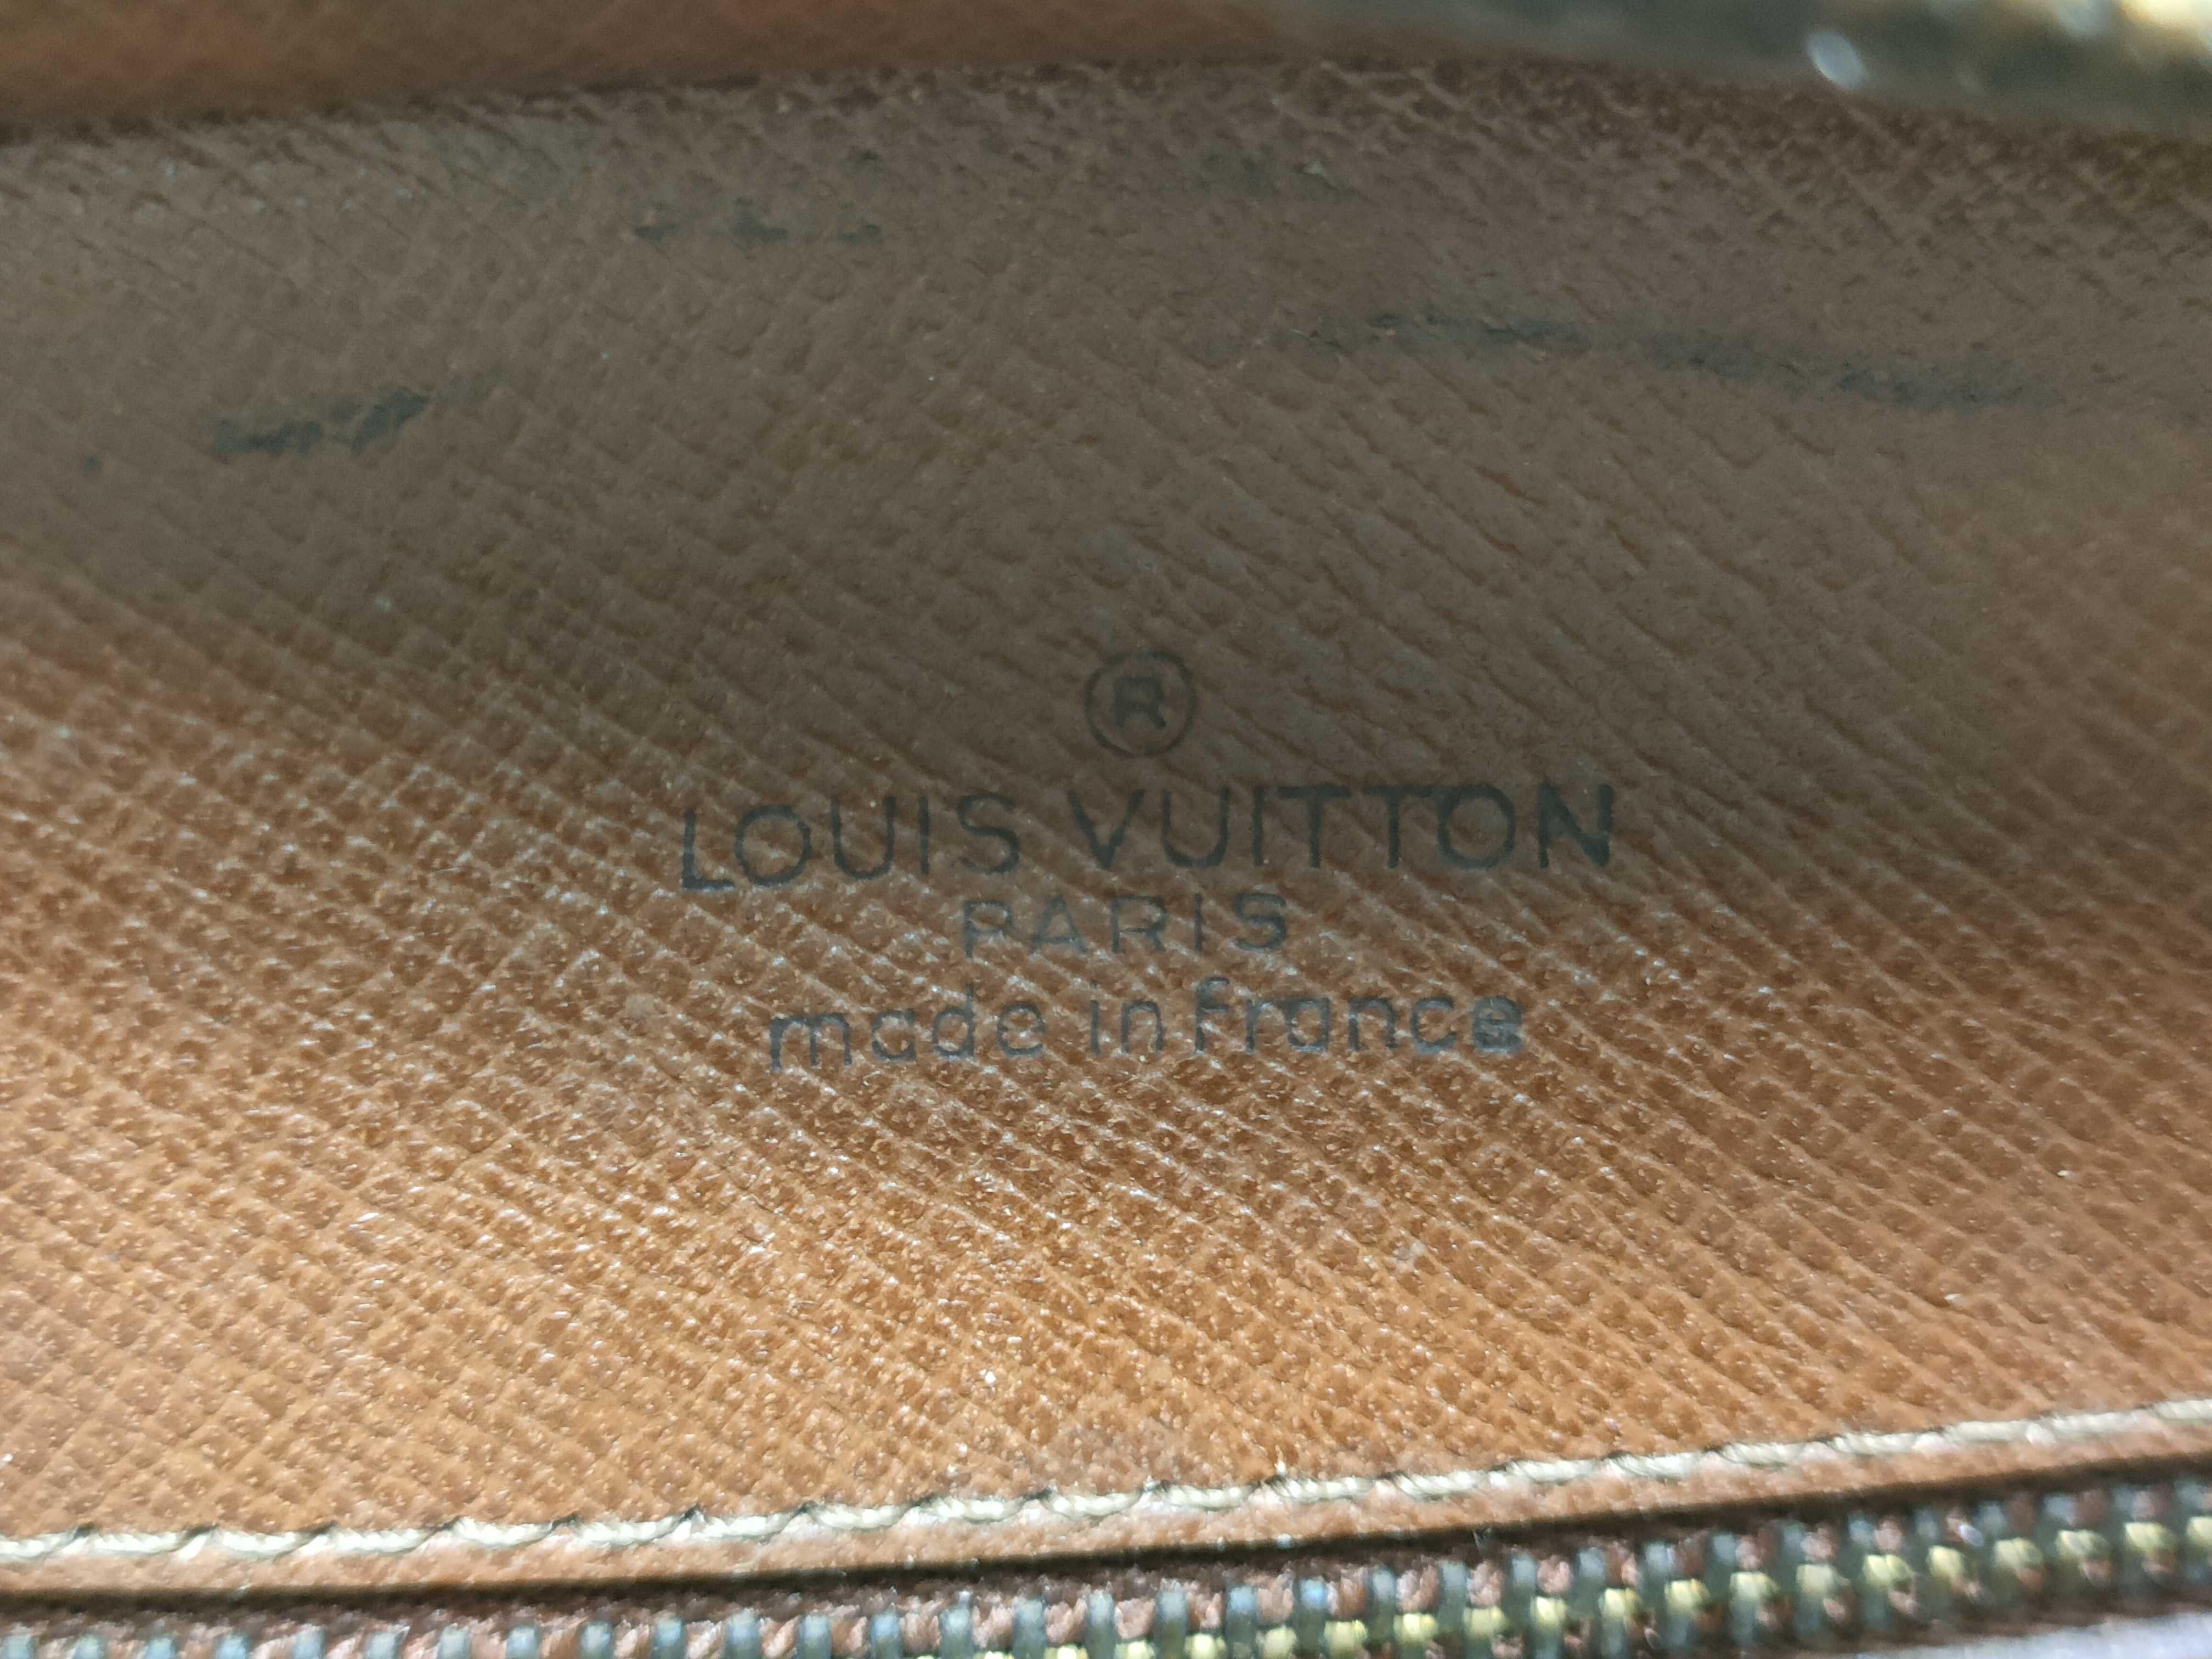 ®
LOUIS VUITTON
PARIS
made in france